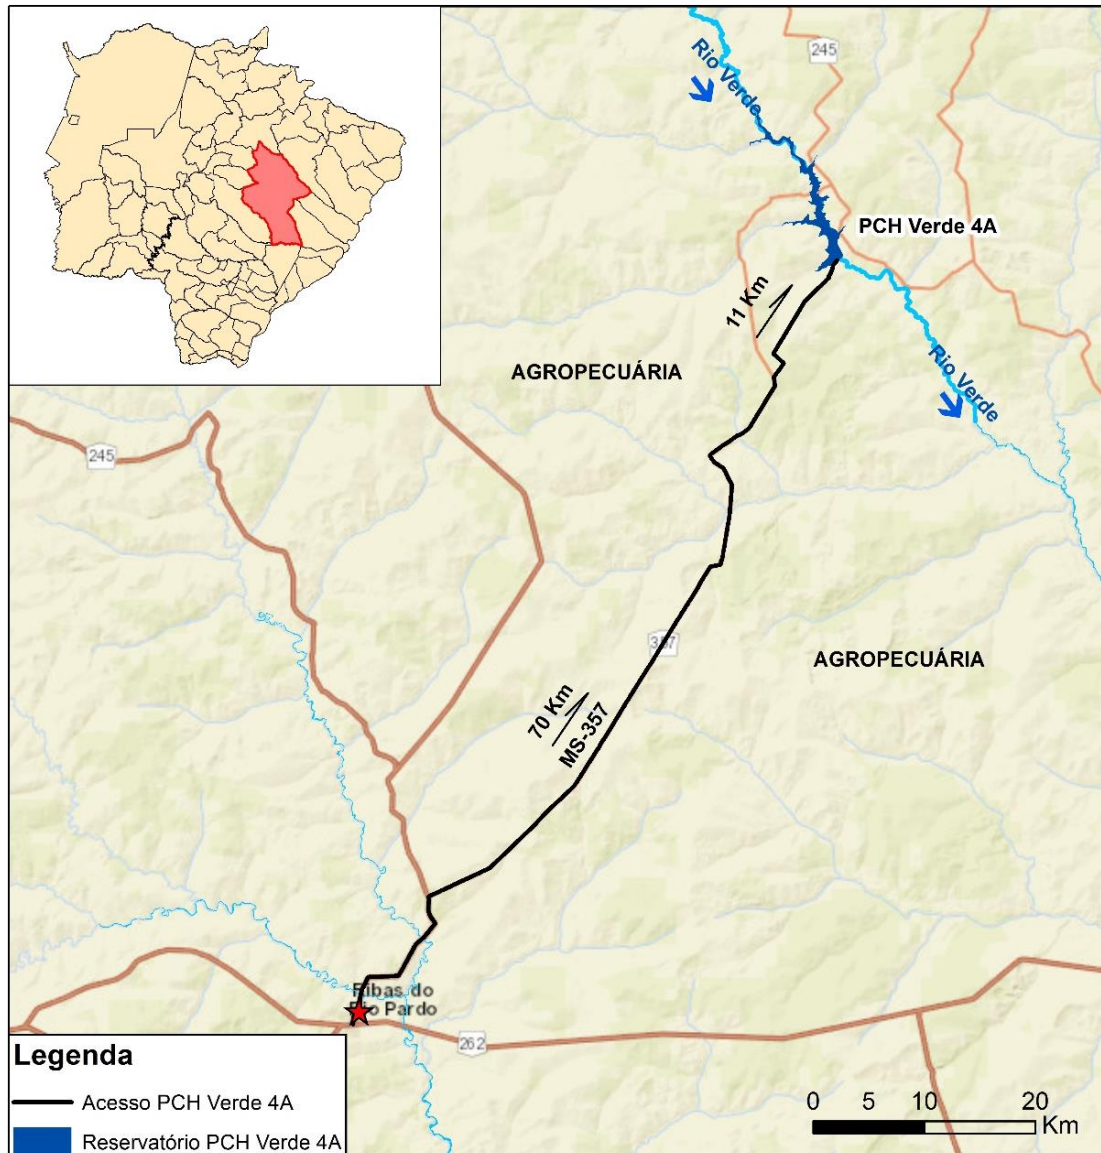 245
Rio Verde
PCH Verde 4A
11 Km
AGROPECUÁRIA
Rio Verde
245
357
AGROPECUÁRIA
70 Km
MS-357
Ribas do
Rio Pardo
262
Legenda
Acesso PCH Verde 4A
Reservatório PCH Verde 4A
0 5 10 20
Km